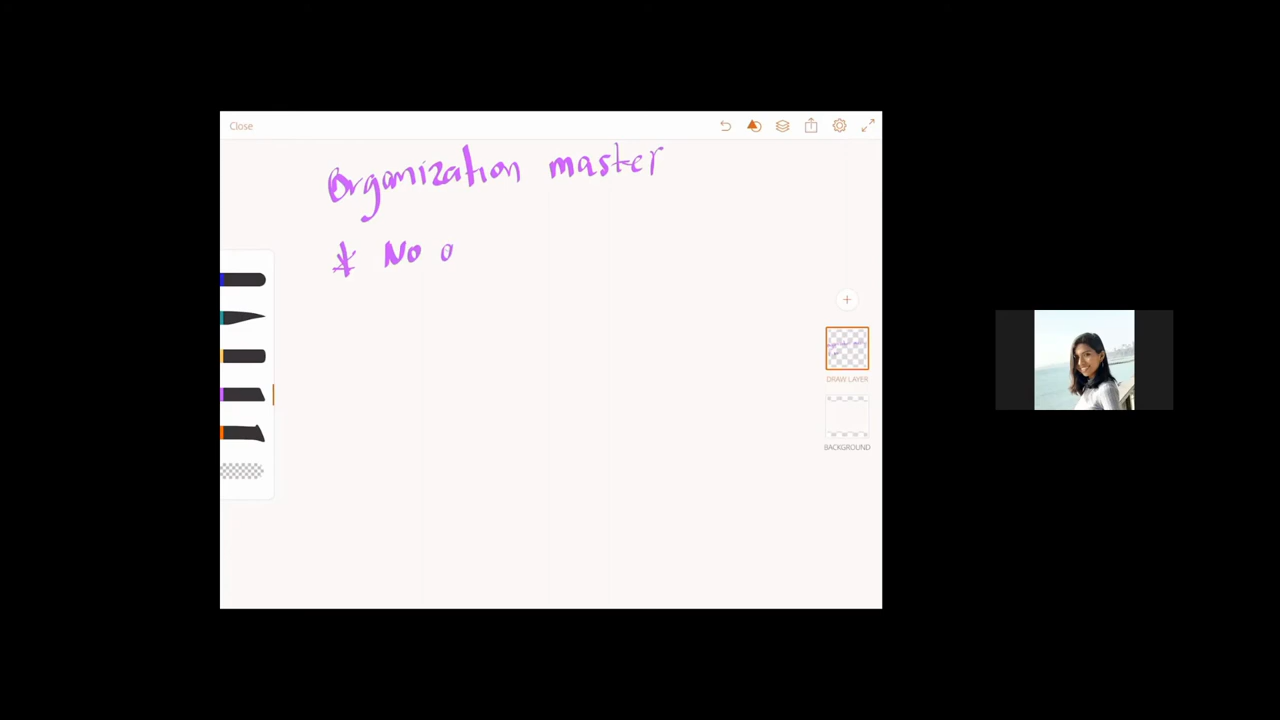 Close
Organization master
* No o
DRAW LAYER
BACKGROUND